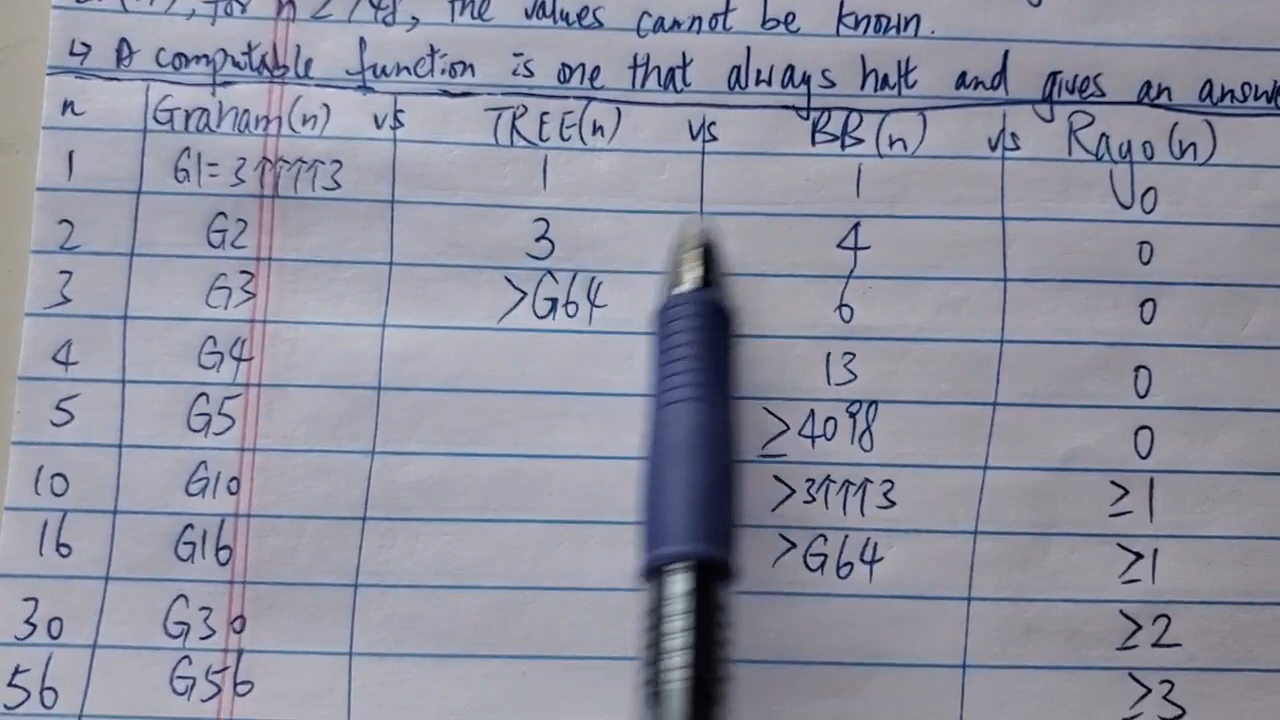 for n ≥ 748, the values cannot be known.
↳ A computable function is one that always halt and gives an answe
n Graham(n) vs TREE(n) vs BB(n) vs Rayo(n)
1 G1=3↑↑↑↑3 1 1 0
2 G2 3 4 0
3 G3 >G64 6 0
4 G4 13 0
5 G5 ≥4098 0
10 G10 >3↑↑↑3 ≥1
16 G16 >G64 ≥1
30 G30 ≥2
56 G56 ≥3